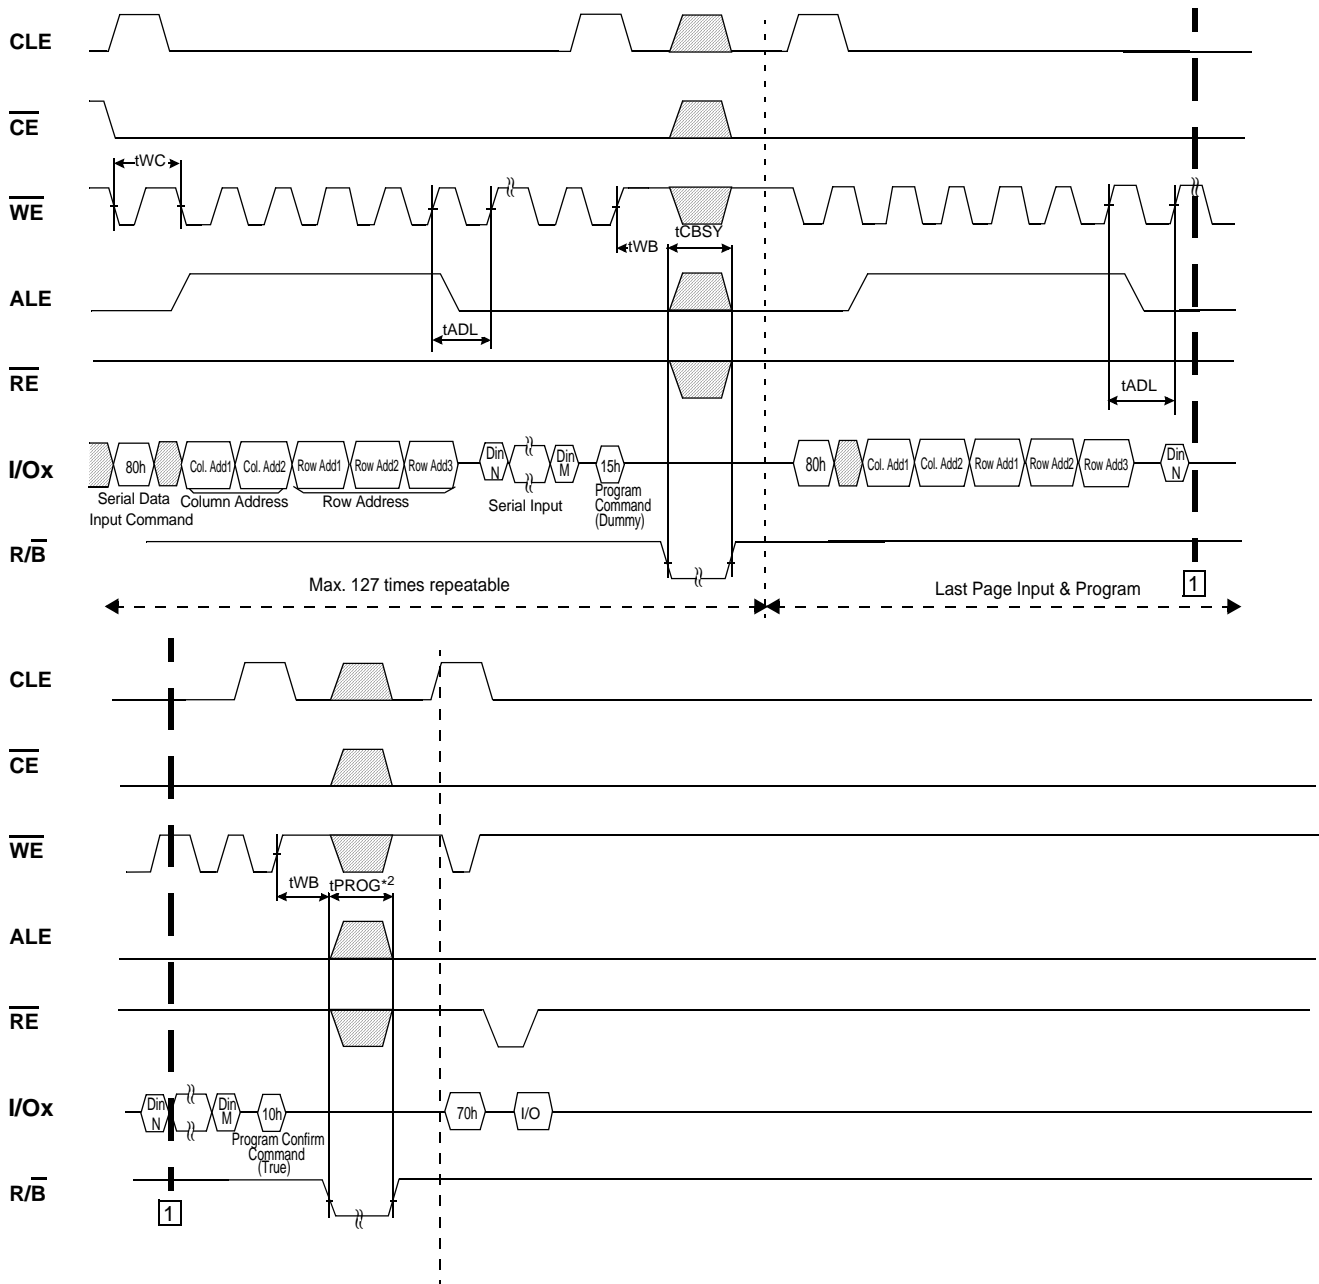 CLE
CE
tWC
WE
tWB
tCBSY
ALE
tADL
RE
tADL
I/Ox
80h
Col. Add1
Col. Add2
Row Add1
Row Add2
Row Add3
Din
N
Din
M
15h
80h
Col. Add1
Col. Add2
Row Add1
Row Add2
Row Add3
Din
N
Serial Data
Input Command
Column Address
Row Address
Serial Input
Program
Command
(Dummy)
R/B
Max. 127 times repeatable
Last Page Input & Program
1
CLE
CE
WE
tWB
tPROG*2
ALE
RE
I/Ox
Din
N
Din
M
10h
70h
I/O
Program Confirm
Command
(True)
R/B
1